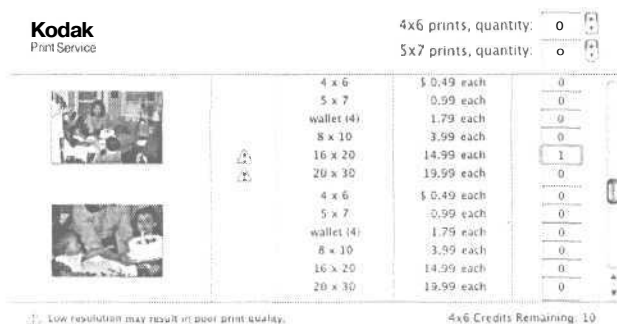 Kodak
Print Service
4x6 prints, quantity: 0
5x7 prints, quantity: 0
4 x 6 $ 0.49 each 0
5 x 7 0.99 each 0
wallet (4) 1.79 each 0
8 x 10 3.99 each 0
16 x 20 14.99 each 1
20 x 30 19.99 each 0
4 x 6 $ 0.49 each 0
5 x 7 0.99 each 0
wallet (4) 1.79 each 0
8 x 10 3.99 each 0
16 x 20 14.99 each 0
20 x 30 19.99 each 0
Low resolution may result in poor print quality.
4x6 Credits Remaining: 10